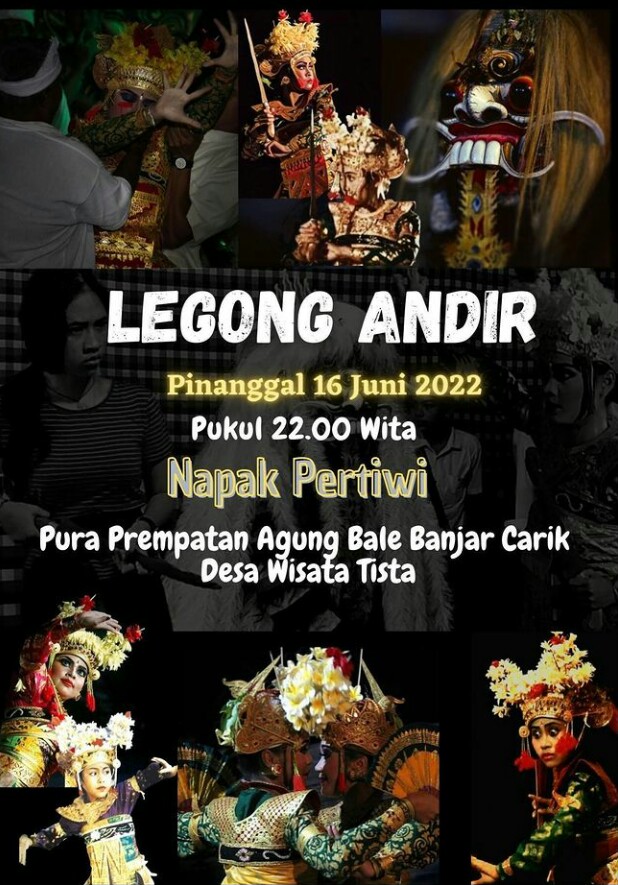 LEGONG ANDIR
Pinanggal 16 Juni 2022
Pukul 22.00 Wita
Napak Pertiwi
Pura Prempatan Agung Bale Banjar Carik
Desa Wisata Tista